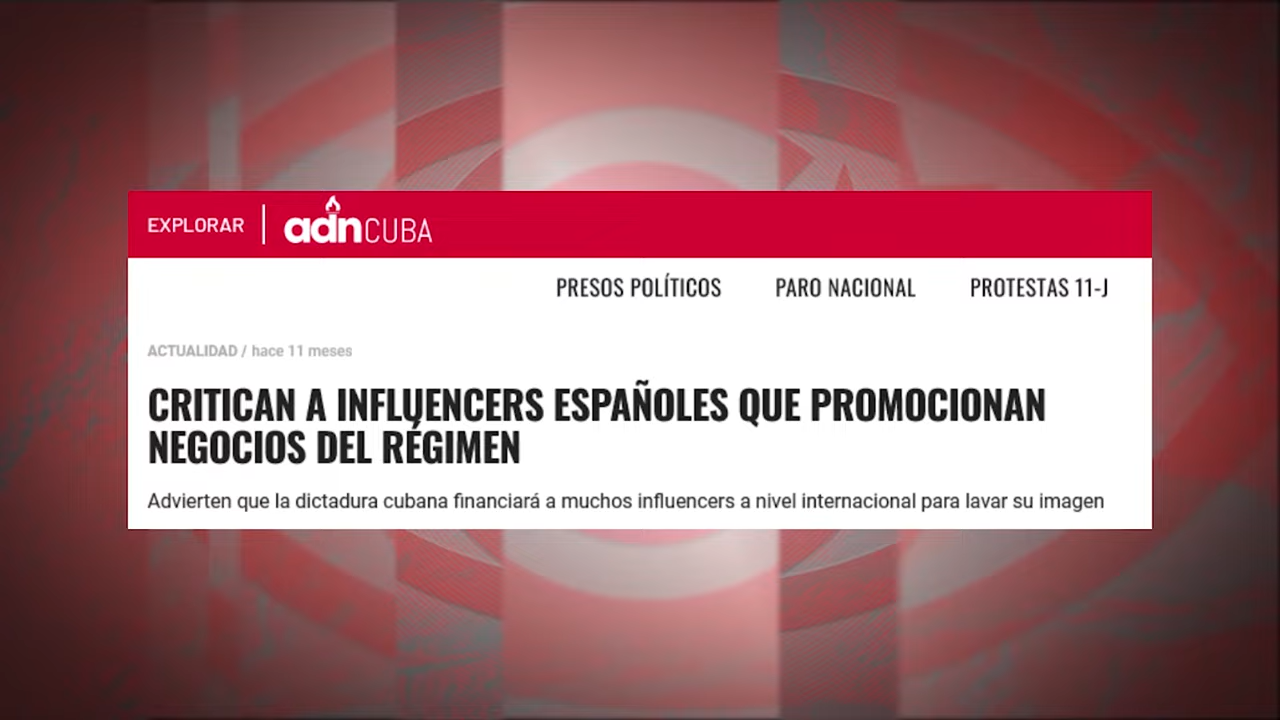 EXPLORAR adnCUBA
PRESOS POLÍTICOS PARO NACIONAL PROTESTAS 11-J
ACTUALIDAD / hace 11 meses
CRITICAN A INFLUENCERS ESPAÑOLES QUE PROMOCIONAN
NEGOCIOS DEL RÉGIMEN
Advierten que la dictadura cubana financiará a muchos influencers a nivel internacional para lavar su imagen